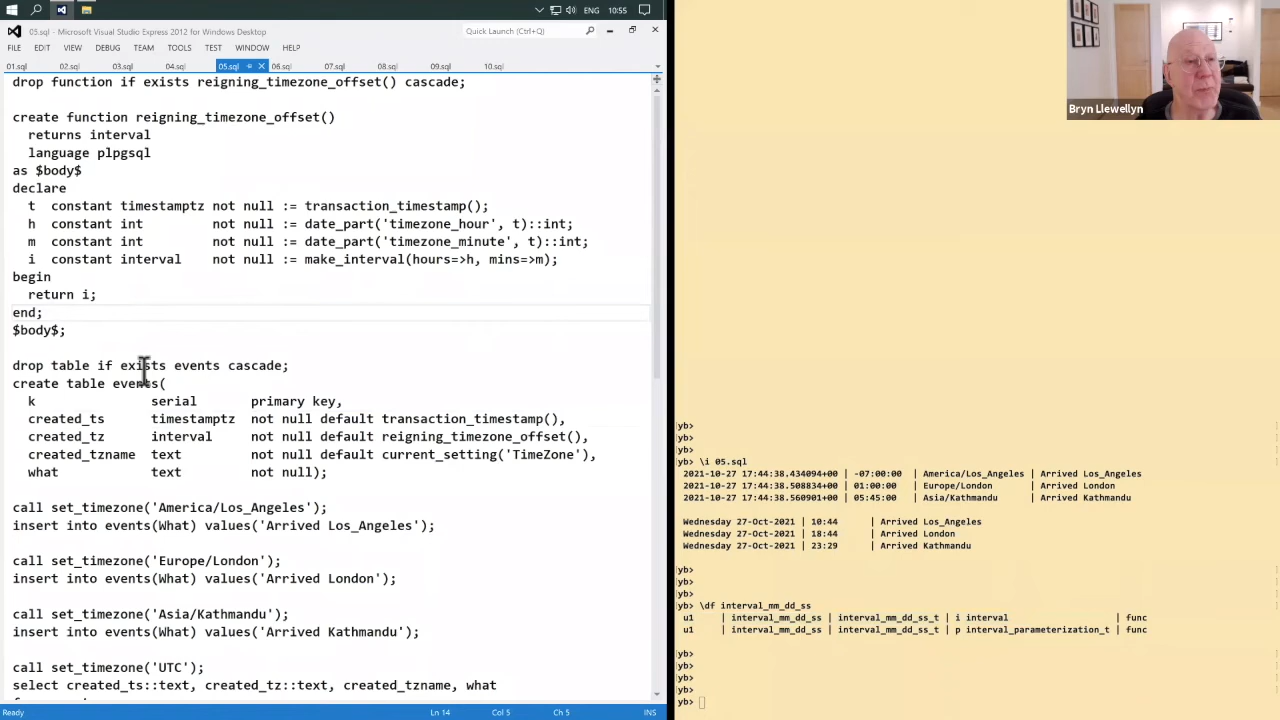 ENG 10:55
05.sql - Microsoft Visual Studio Express 2012 for Windows Desktop
Quick Launch (Ctrl+Q)
FILE EDIT VIEW DEBUG TEAM TOOLS TEST WINDOW HELP
01.sql 02.sql 03.sql 04.sql 05.sql 06.sql 07.sql 08.sql 09.sql 10.sql
drop function if exists reigning_timezone_offset() cascade;
create function reigning_timezone_offset()
returns interval
language plpgsql
as $body$
declare
t constant timestamptz not null := transaction_timestamp();
h constant int not null := date_part('timezone_hour', t)::int;
m constant int not null := date_part('timezone_minute', t)::int;
i constant interval not null := make_interval(hours=>h, mins=>m);
begin
return i;
end;
$body$;
drop table if exists events cascade;
create table events(
k serial primary key,
created_ts timestamptz not null default transaction_timestamp(),
created_tz interval not null default reigning_timezone_offset(),
created_tzname text not null default current_setting('TimeZone'),
what text not null);
call set_timezone('America/Los_Angeles');
insert into events(What) values('Arrived Los_Angeles');
call set_timezone('Europe/London');
insert into events(What) values('Arrived London');
call set_timezone('Asia/Kathmandu');
insert into events(What) values('Arrived Kathmandu');
call set_timezone('UTC');
select created_ts::text, created_tz::text, created_tzname, what
Ready Ln 14 Col 5 Ch 5 INS
Bryn Llewellyn
yb>
yb>
yb>
yb> \i 05.sql
2021-10-27 17:44:38.434094+00 | -07:00:00 | America/Los_Angeles | Arrived Los_Angeles
2021-10-27 17:44:38.508834+00 | 01:00:00 | Europe/London | Arrived London
2021-10-27 17:44:38.560901+00 | 05:45:00 | Asia/Kathmandu | Arrived Kathmandu
Wednesday 27-Oct-2021 | 10:44 | Arrived Los_Angeles
Wednesday 27-Oct-2021 | 18:44 | Arrived London
Wednesday 27-Oct-2021 | 23:29 | Arrived Kathmandu
yb>
yb>
yb>
yb> \df interval_mm_dd_ss
u1 | interval_mm_dd_ss | interval_mm_dd_ss_t | i interval | func
u1 | interval_mm_dd_ss | interval_mm_dd_ss_t | p interval_parameterization_t | func
yb>
yb>
yb>
yb>
yb>